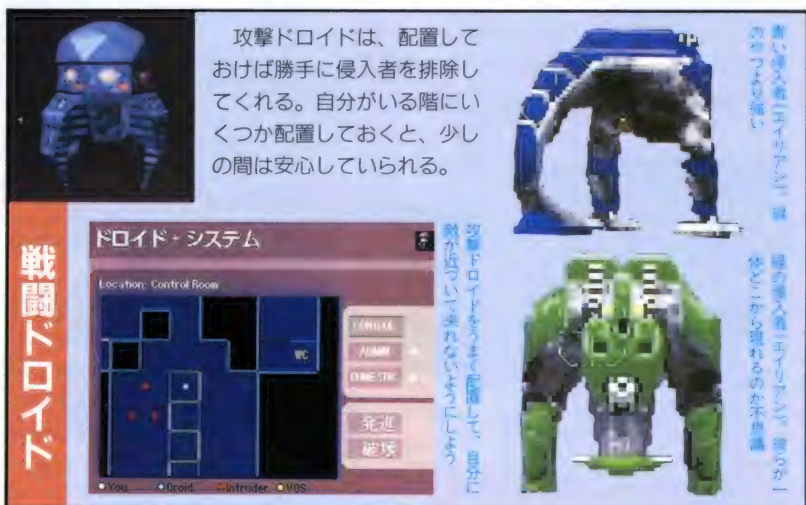 攻撃ドロイドは、配置して
おけば勝手に侵入者を排除し
てくれる。自分がいる階にい
くつか配置しておくと、少し
の間は安心していられる。
青い侵入者(エイリアン)。緑
のやつより強い
戦闘ドロイド
ドロイド・システム
Location: Control Room
WC
CONTROL
ADMIN
DOMESTIC
発進
破壊
You
Droid
Intruder
VOS
攻撃ドロイドをうまく配置して、自分に
敵が近づいて来れないようにしよう
緑の侵入者(エイリアン)。彼らが一
体どこから現れるのか不思議